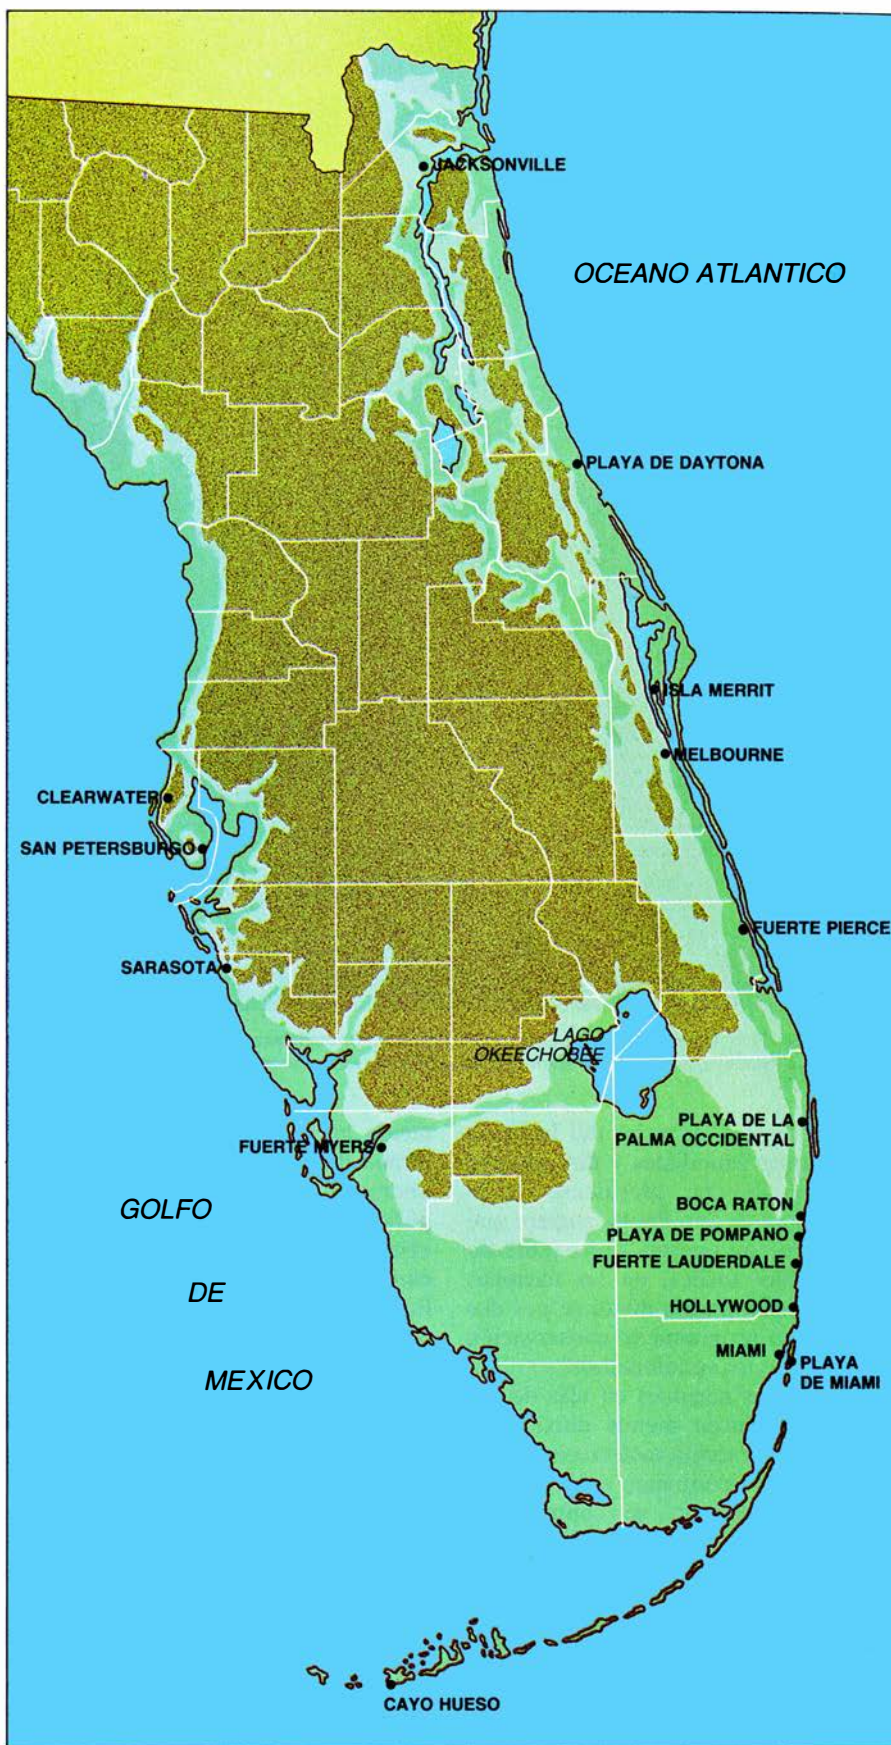 JACKSONVILLE
OCEANO ATLANTICO
PLAYA DE DAYTONA
ISLA MERRIT
MELBOURNE
CLEARWATER
SAN PETERSBURGO
FUERTE PIERCE
SARASOTA
LAGO
OKEECHOBEE
PLAYA DE LA
PALMA OCCIDENTAL
FUERTE MYERS
GOLFO
DE
MEXICO
BOCA RATON
PLAYA DE POMPANO
FUERTE LAUDERDALE
HOLLYWOOD
MIAMI
PLAYA
DE MIAMI
CAYO HUESO